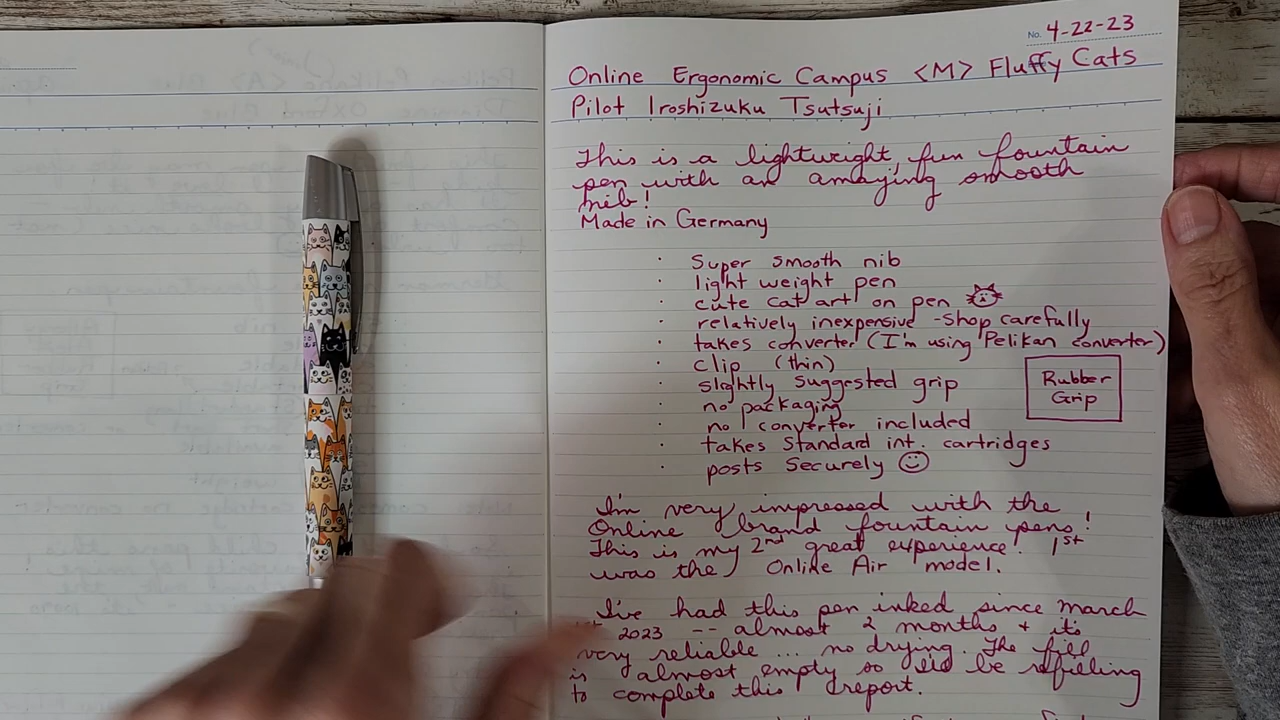 No. 4-22-23
Online Ergonomic Campus <M> Fluffy Cats
Pilot Iroshizuku Tsutsuji
This is a lightweight, fun fountain
pen with an amazing smooth
nib!
Made in Germany
· Super smooth nib
· light weight pen
· cute cat art on pen
· relatively inexpensive - shop carefully
· takes converter (I'm using Pelikan converter)
· clip (thin)
· slightly suggested grip
· no packaging
· no converter included
· takes standard int. cartridges
· posts securely ☺
Rubber
Grip
I'm very impressed with the
Online brand fountain pens!
This is my 2nd great experience! 1st
was the Online Air model.
I've had this pen inked since March
2023 -- almost 2 months + it's
very reliable ... no drying. The fill
is almost empty so I'd be refilling
to complete this report.